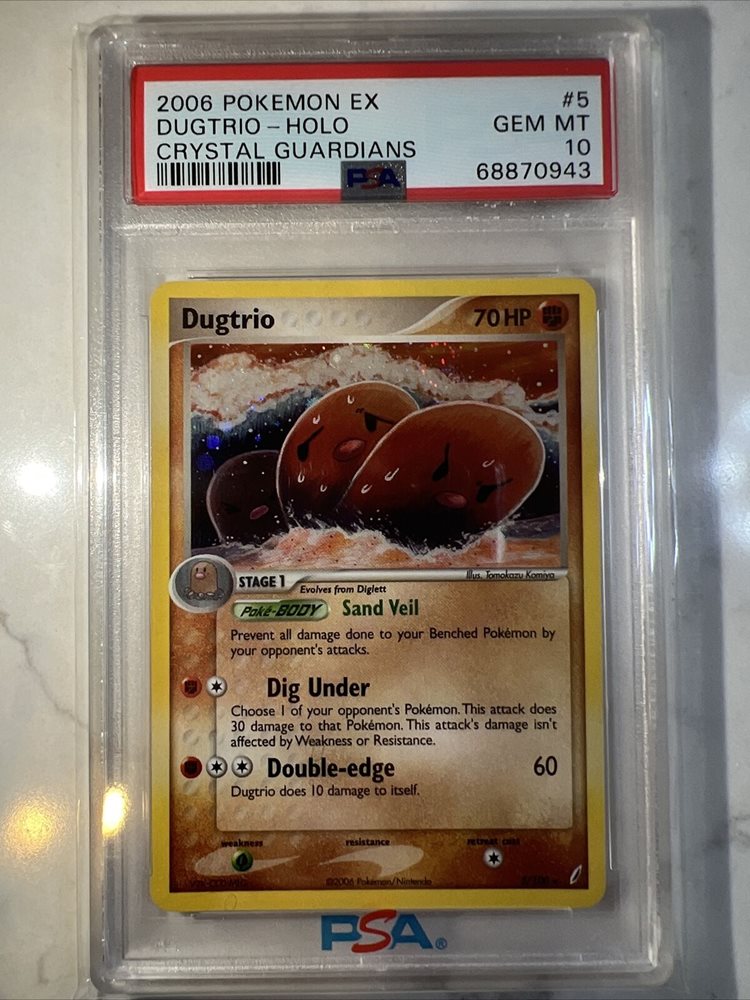 2006 POKEMON EX #5
DUGTRIO - HOLO GEM MT
CRYSTAL GUARDIANS 10
PSA 68870943
Dugtrio 70 HP
Illus. Tomokazu Komiya
STAGE 1 Evolves from Diglett
Poké-BODY Sand Veil
Prevent all damage done to your Benched Pokémon by
your opponent's attacks.
Dig Under
Choose 1 of your opponent's Pokémon. This attack does
30 damage to that Pokémon. This attack's damage isn't
affected by Weakness or Resistance.
Double-edge 60
Dugtrio does 10 damage to itself.
weakness resistance retreat cost
©2006 Pokémon/Nintendo 5/100
PSA®